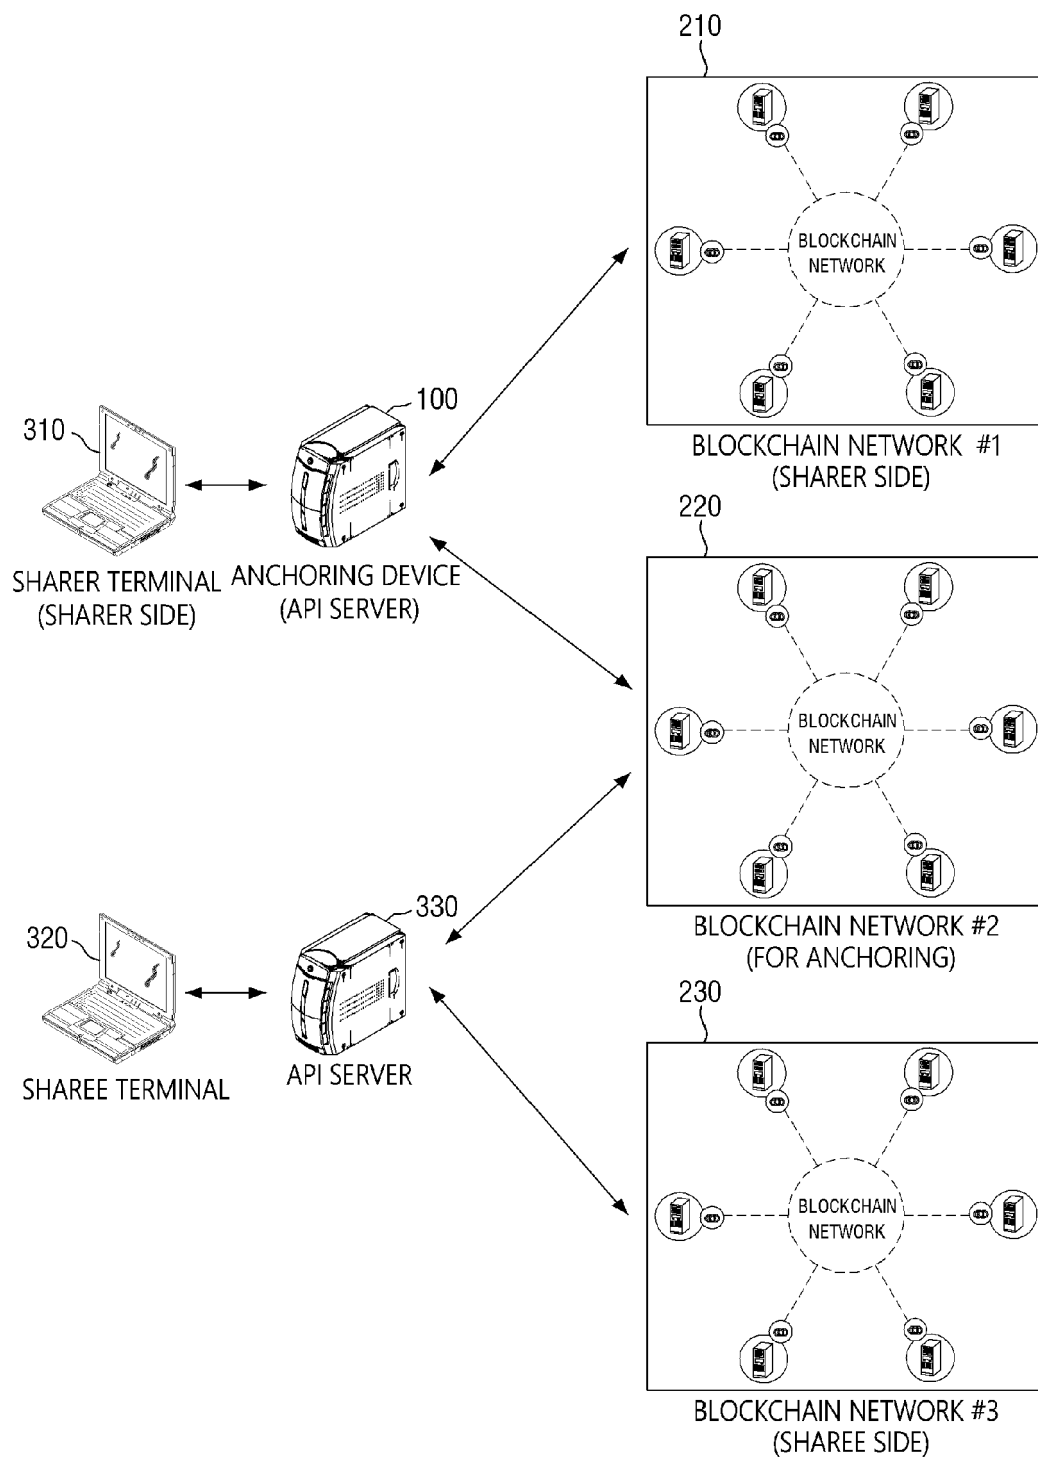 210
BLOCKCHAIN
NETWORK
BLOCKCHAIN NETWORK #1
(SHARER SIDE)
310
100
SHARER TERMINAL
(SHARER SIDE)
ANCHORING DEVICE
(API SERVER)
220
BLOCKCHAIN
NETWORK
BLOCKCHAIN NETWORK #2
(FOR ANCHORING)
320
330
SHAREE TERMINAL
API SERVER
230
BLOCKCHAIN
NETWORK
BLOCKCHAIN NETWORK #3
(SHAREE SIDE)